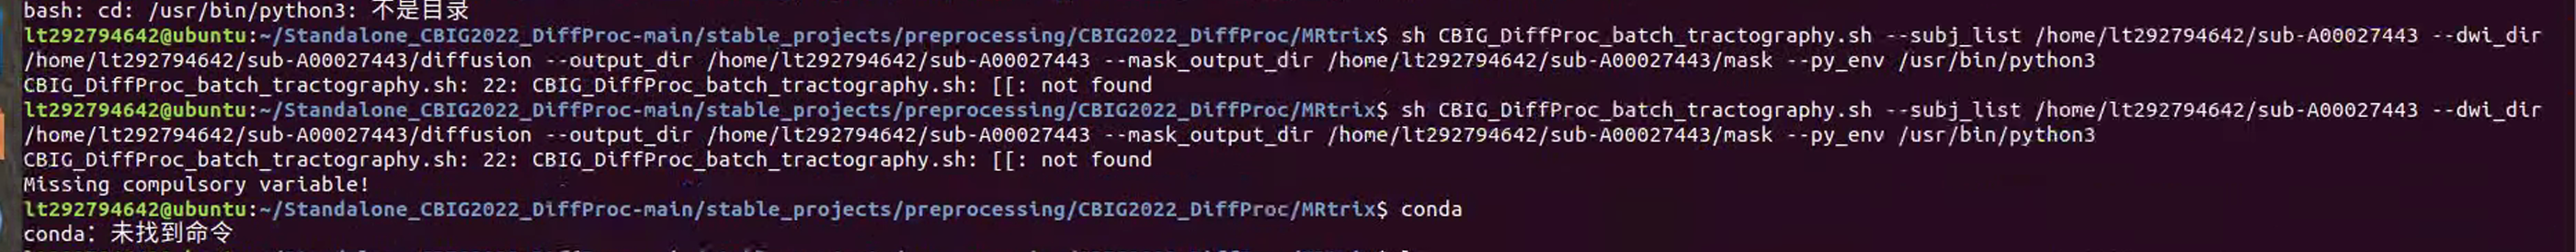 bash: cd: /usr/bin/python3: 不是目录
lt292794642@ubuntu:~/Standalone_CBIG2022_DiffProc-main/stable_projects/preprocessing/CBIG2022_DiffProc/MRtrix$ sh CBIG_DiffProc_batch_tractography.sh --subj_list /home/lt292794642/sub-A00027443 --dwi_dir
/home/lt292794642/sub-A00027443/diffusion --output_dir /home/lt292794642/sub-A00027443 --mask_output_dir /home/lt292794642/sub-A00027443/mask --py_env /usr/bin/python3
CBIG_DiffProc_batch_tractography.sh: 22: CBIG_DiffProc_batch_tractography.sh: [[: not found
lt292794642@ubuntu:~/Standalone_CBIG2022_DiffProc-main/stable_projects/preprocessing/CBIG2022_DiffProc/MRtrix$ sh CBIG_DiffProc_batch_tractography.sh --subj_list /home/lt292794642/sub-A00027443 --dwi_dir
/home/lt292794642/sub-A00027443/diffusion --output_dir /home/lt292794642/sub-A00027443 --mask_output_dir /home/lt292794642/sub-A00027443/mask --py_env /usr/bin/python3
CBIG_DiffProc_batch_tractography.sh: 22: CBIG_DiffProc_batch_tractography.sh: [[: not found
Missing compulsory variable!
lt292794642@ubuntu:~/Standalone_CBIG2022_DiffProc-main/stable_projects/preprocessing/CBIG2022_DiffProc/MRtrix$ conda
conda：未找到命令